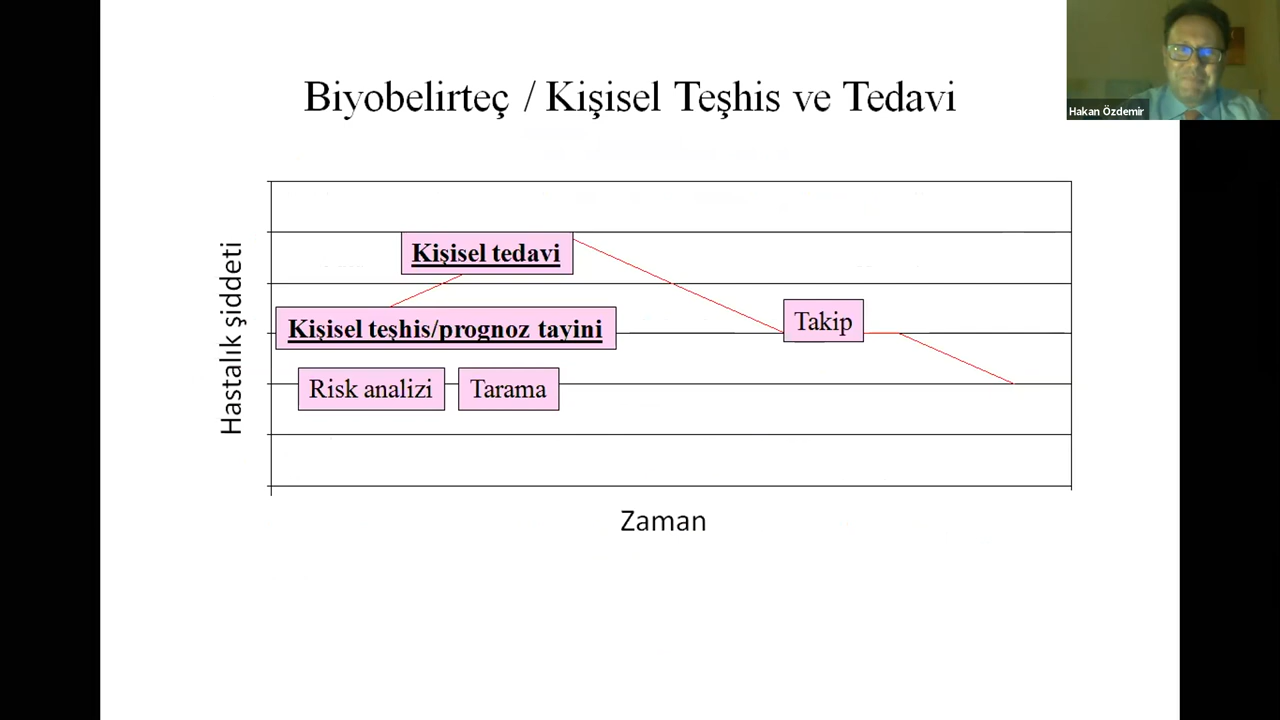 Hakan Özdemir
Biyobelirteç / Kişisel Teşhis ve Tedavi
Hastalık şiddeti
Kişisel tedavi
Kişisel teşhis/prognoz tayini
Takip
Risk analizi
Tarama
Zaman